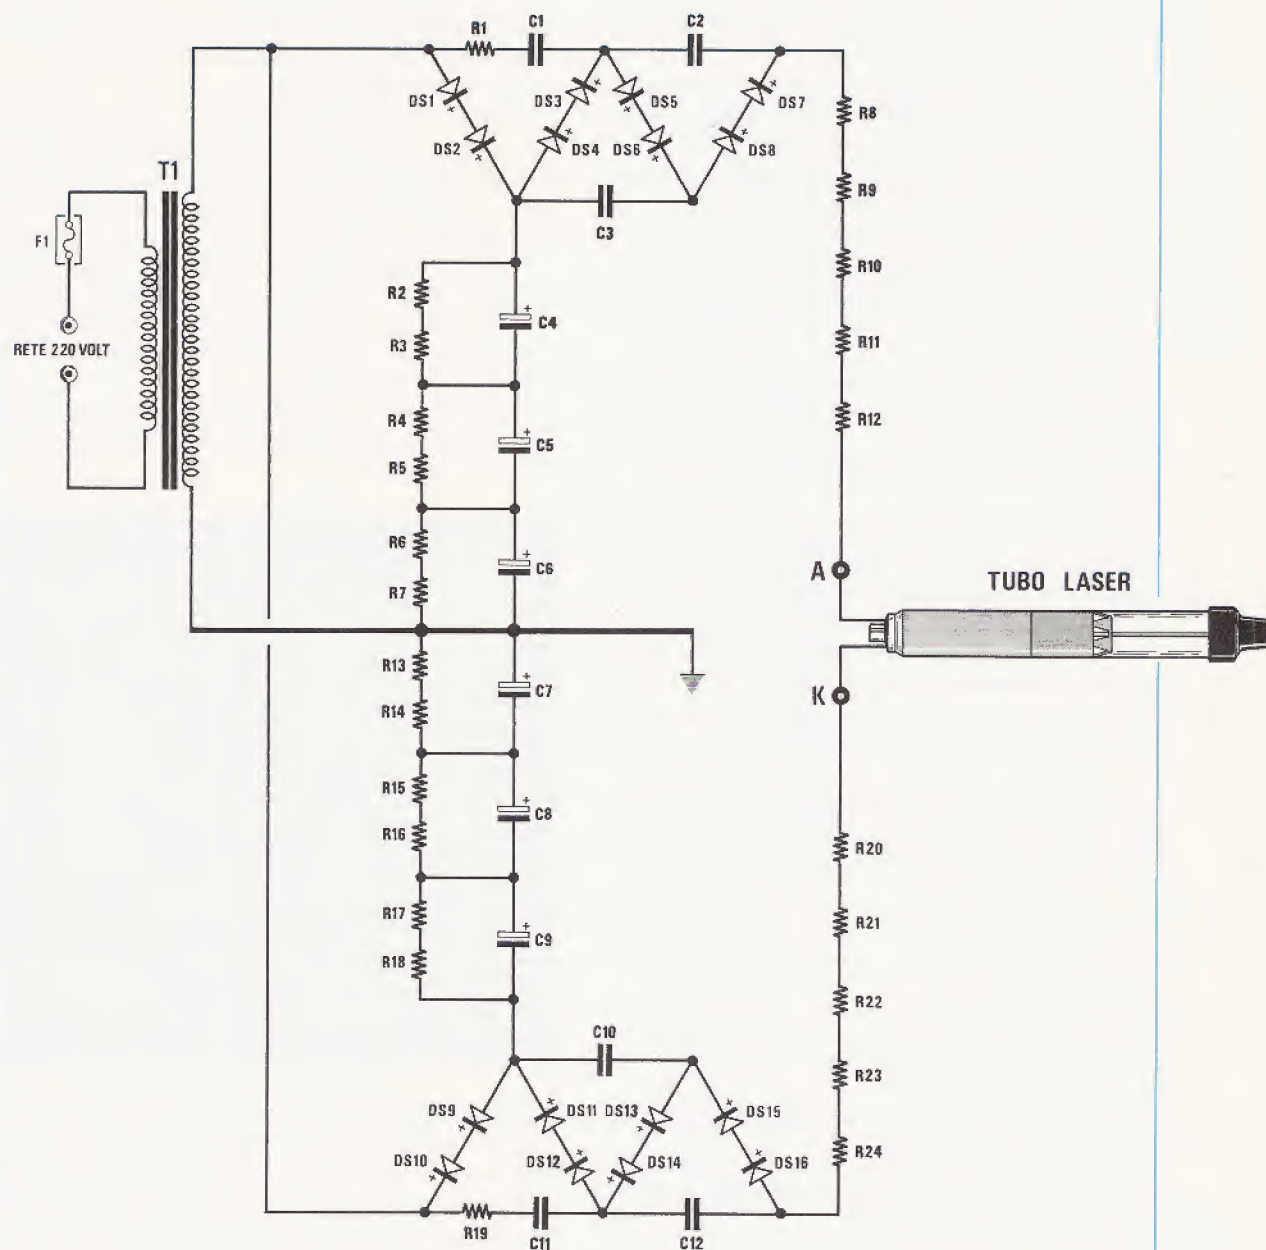 R1
C1
C2
DS1
DS3
DS5
DS7
DS2
DS4
DS6
DS8
R8
R9
C3
T1
F1
RETE 220 VOLT
R10
R11
R12
R2
R3
C4
R4
R5
C5
R6
R7
C6
A
TUBO LASER
K
R13
R14
C7
R15
R16
C8
R17
R18
C9
R20
R21
R22
R23
R24
C10
DS9
DS11
DS13
DS15
DS10
DS12
DS14
DS16
R19
C11
C12